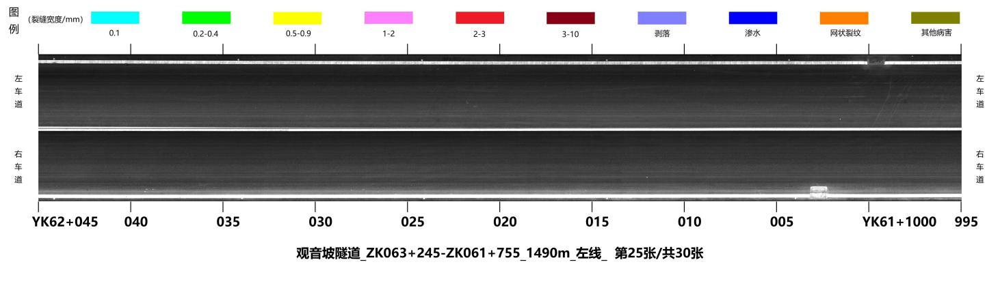 图例
(裂缝宽度/mm)
0.1 0.2-0.4 0.5-0.9 1-2 2-3 3-10 剥落 渗水 网状裂纹 其他病害
左车道 左车道
右车道 右车道
YK62+045 040 035 030 025 020 015 010 005 YK61+1000 995
观音坡隧道_ZK063+245-ZK061+755_1490m_左线_ 第25张/共30张